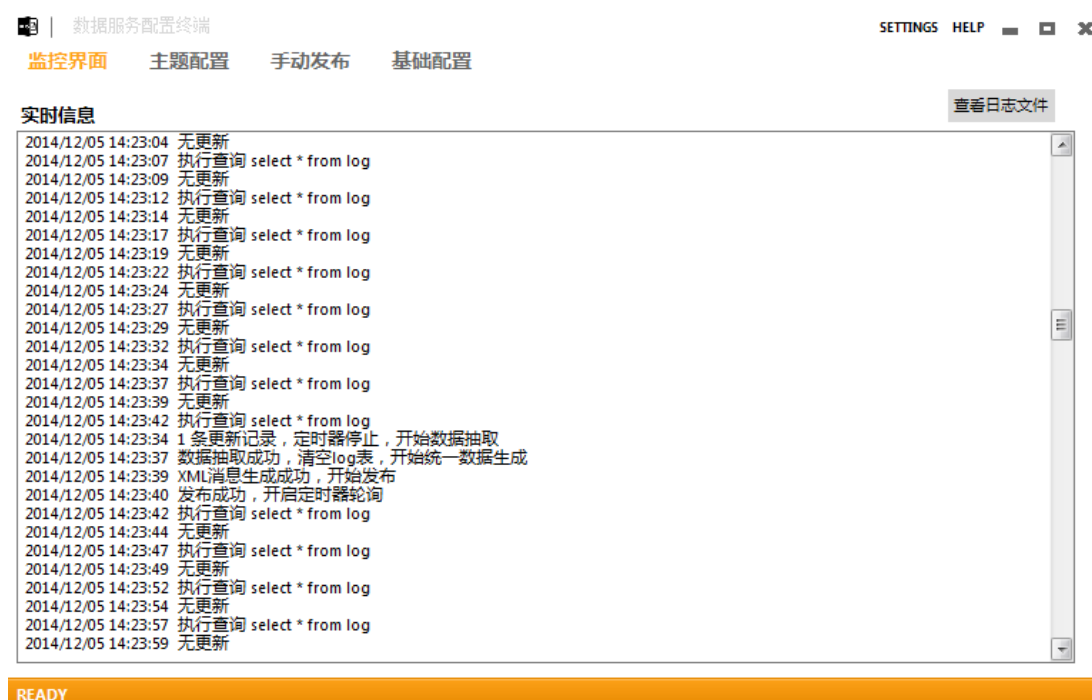 数据服务配置终端 SETTINGS HELP
监控界面 主题配置 手动发布 基础配置
实时信息 查看日志文件
2014/12/05 14:23:04 无更新
2014/12/05 14:23:07 执行查询 select * from log
2014/12/05 14:23:09 无更新
2014/12/05 14:23:12 执行查询 select * from log
2014/12/05 14:23:14 无更新
2014/12/05 14:23:17 执行查询 select * from log
2014/12/05 14:23:19 无更新
2014/12/05 14:23:22 执行查询 select * from log
2014/12/05 14:23:24 无更新
2014/12/05 14:23:27 执行查询 select * from log
2014/12/05 14:23:29 无更新
2014/12/05 14:23:32 执行查询 select * from log
2014/12/05 14:23:34 无更新
2014/12/05 14:23:37 执行查询 select * from log
2014/12/05 14:23:39 无更新
2014/12/05 14:23:42 执行查询 select * from log
2014/12/05 14:23:34 1 条更新记录，定时器停止，开始数据抽取
2014/12/05 14:23:37 数据抽取成功，清空log表，开始统一数据生成
2014/12/05 14:23:39 XML消息生成成功，开始发布
2014/12/05 14:23:40 发布成功，开启定时器轮询
2014/12/05 14:23:42 执行查询 select * from log
2014/12/05 14:23:44 无更新
2014/12/05 14:23:47 执行查询 select * from log
2014/12/05 14:23:49 无更新
2014/12/05 14:23:52 执行查询 select * from log
2014/12/05 14:23:54 无更新
2014/12/05 14:23:57 执行查询 select * from log
2014/12/05 14:23:59 无更新
READY